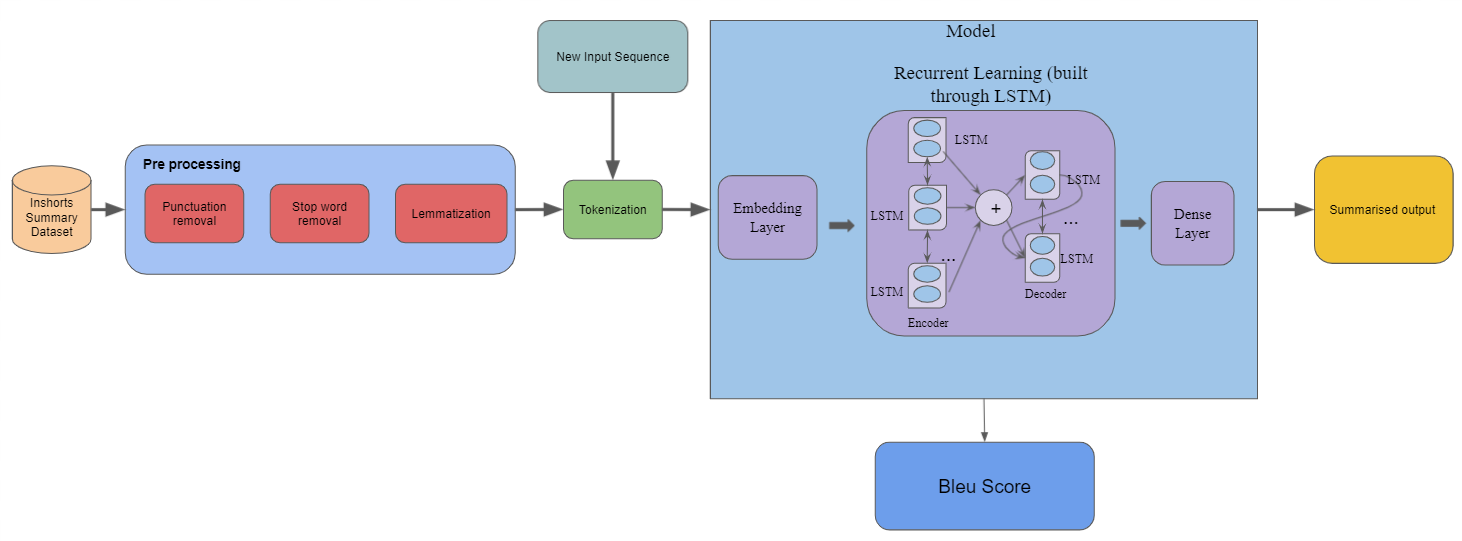 Inshorts
Summary
Dataset
Pre processing
Punctuation
removal
Stop word
removal
Lemmatization
New Input Sequence
Tokenization
Model
Recurrent Learning (built
through LSTM)
Embedding
Layer
LSTM
LSTM
...
LSTM
Encoder
+
LSTM
...
LSTM
Decoder
Dense
Layer
Summarised output
Bleu Score